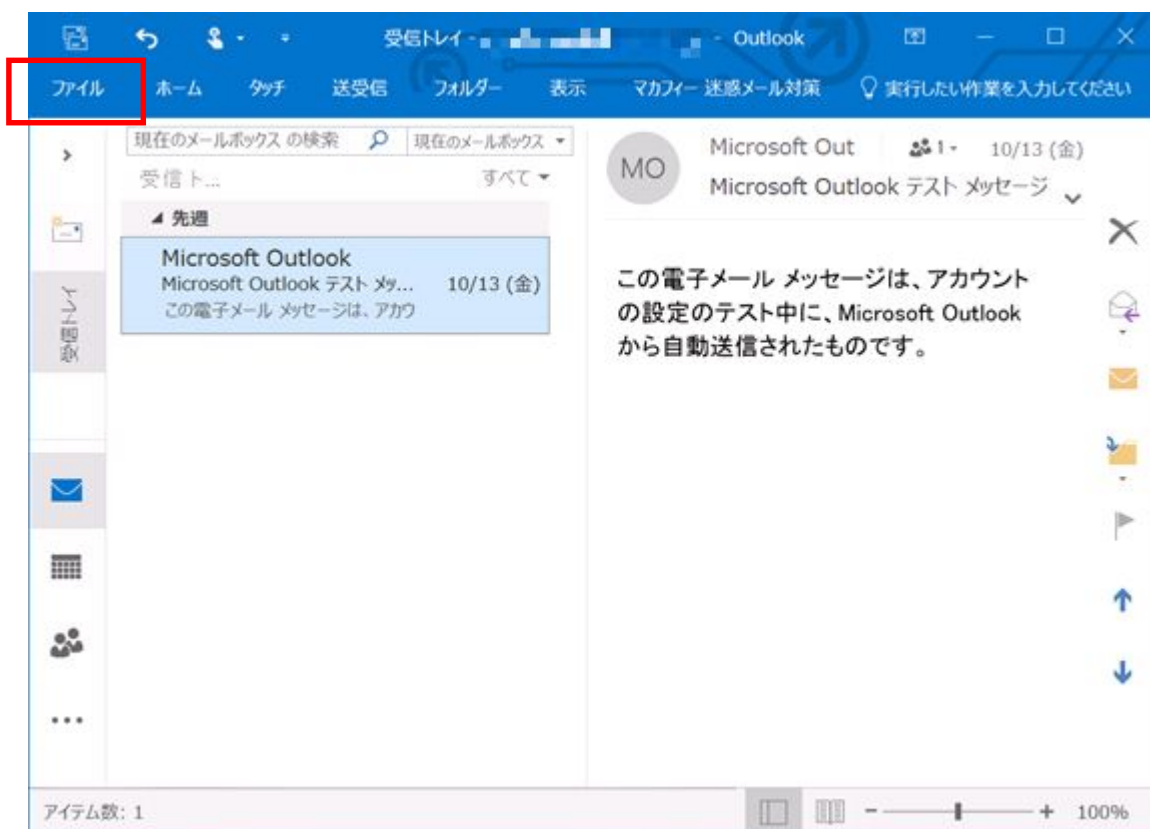 受信トレイ - - Outlook
ファイル ホーム タッチ 送受信 フォルダー 表示 マカフィー 迷惑メール対策 実行したい作業を入力してください
現在のメールボックス の検索 現在のメールボックス
受信ト... すべて
先週
Microsoft Outlook
Microsoft Outlook テスト メッ... 10/13 (金)
この電子メール メッセージは、アカウ
受信トレイ
MO
Microsoft Out 1 10/13 (金)
Microsoft Outlook テスト メッセージ
この電子メール メッセージは、アカウント
の設定のテスト中に、Microsoft Outlook
から自動送信されたものです。
アイテム数: 1 100%